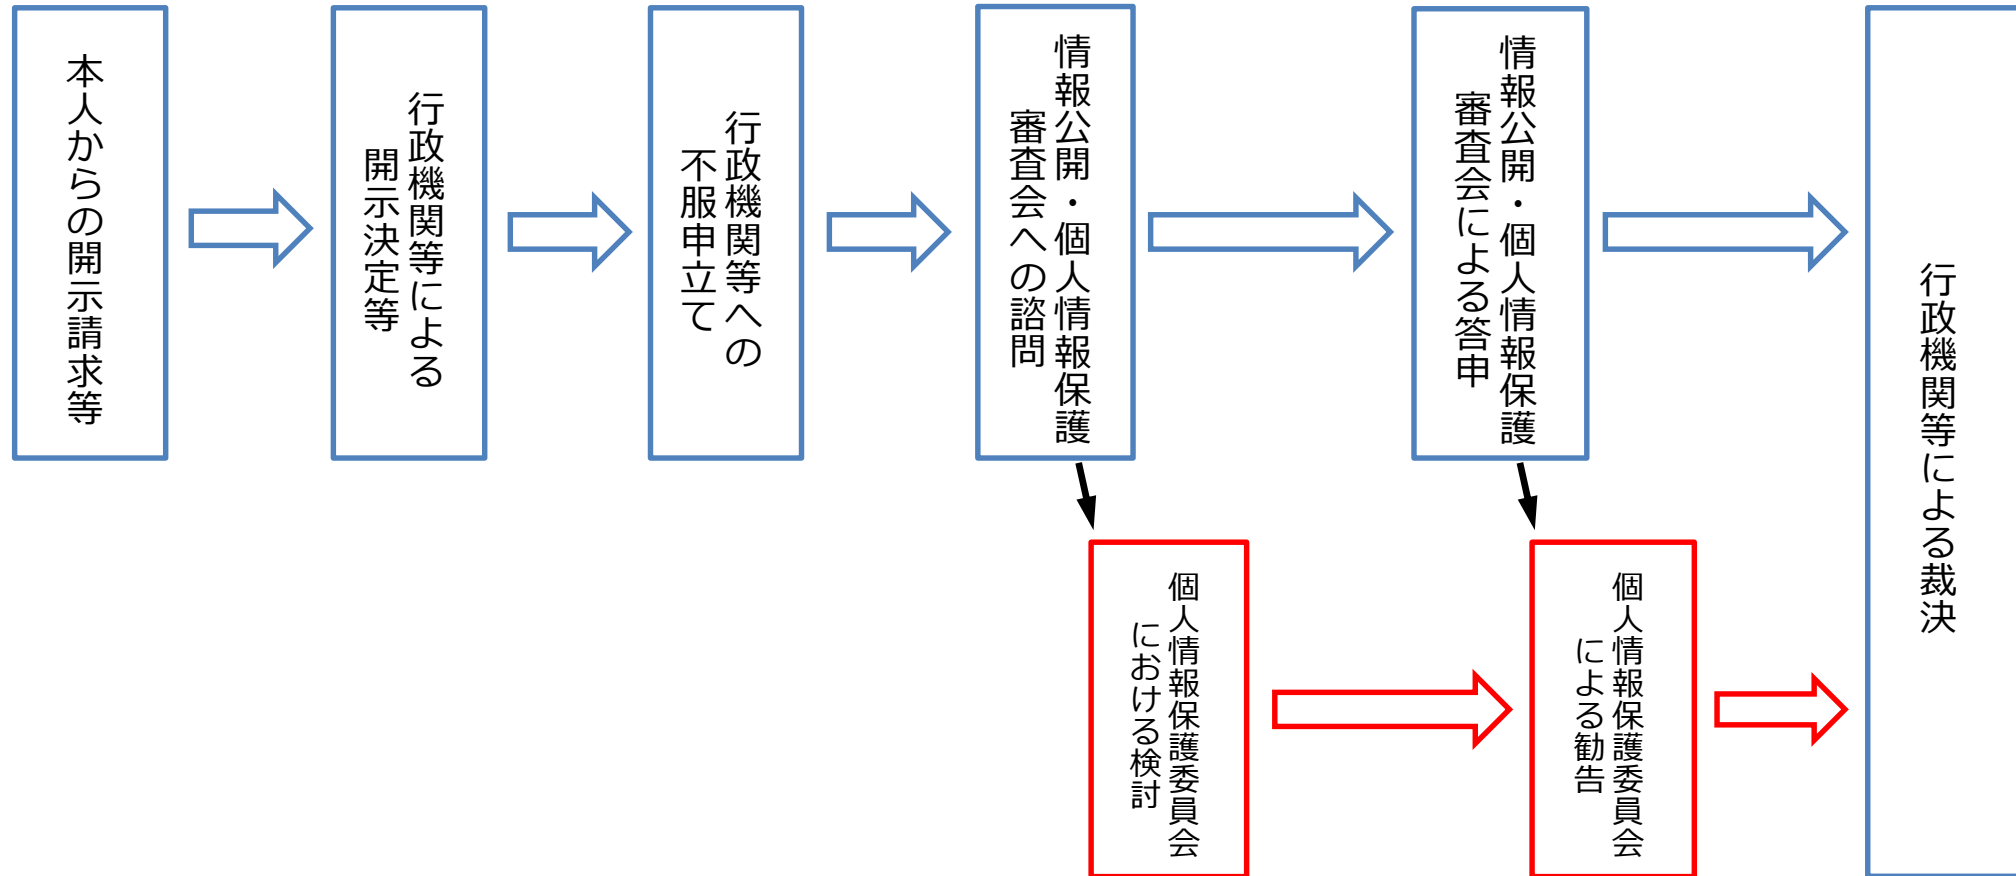 本人からの開示請求等
行政機関等による
開示決定等
行政機関等への
不服申立て
情報公開・個人情報保護
審査会への諮問
情報公開・個人情報保護
審査会による答申
行政機関等による裁決
個人情報保護委員会
における検討
個人情報保護委員会
による勧告